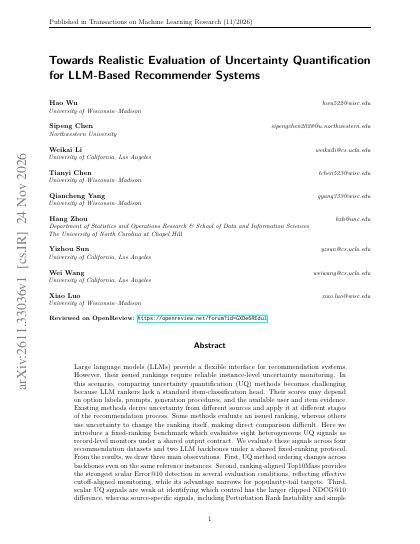 Published in Transactions on Machine Learning Research (11/2026)
Towards Realistic Evaluation of Uncertainty Quantification
for LLM-Based Recommender Systems
Hao Wu
University of Wisconsin–Madison
Sipeng Chen
sipengchen2029@u.northwestern.edu
Northwestern University
Weikai Li
weikaili@cs.ucla.edu
University of California, Los Angeles
Tianyi Chen
University of Wisconsin–Madison
Qiancheng Yang
University of Wisconsin–Madison
Hang Zhou
Department of Statistics and Operations Research & School of Data and Information Sciences
The University of North Carolina at Chapel Hill
Yizhou Sun
yzsun@cs.ucla.edu
University of California, Los Angeles
Wei Wang
weiwang@cs.ucla.edu
University of California, Los Angeles
Xiao Luo
xiao.luo@wisc.edu
University of Wisconsin–Madison
Reviewed on OpenReview:
Abstract
Large language models (LLMs) provide a flexible interface for recommendation systems.
However, their issued rankings require reliable instance-level uncertainty monitoring. In
this scenario, comparing uncertainty quantification (UQ) methods becomes challenging
because LLM rankers lack a standard item-classification head. Their scores may depend
on option labels, prompts, generation procedures, and the available user and item evidence.
Existing methods derive uncertainty from different sources and apply it at different stages
of the recommendation process. Some methods evaluate an issued ranking, whereas others
use uncertainty to change the ranking itself, making direct comparison difficult. Here we
introduce a fixed-ranking benchmark which evaluates eight heterogeneous UQ signals as
record-level monitors under a shared output contract. We evaluate these signals across four
recommendation datasets and two LLM backbones under a shared fixed-ranking protocol.
From the results, we draw three main observations. First, UQ method ordering changes across
backbones even on the same reference instances. Second, ranking-aligned Top10Mass provides
the strongest scalar Error@10 detection in several evaluation conditions, reflecting effective
cutoff-aligned monitoring, while its advantage narrows for popularity-tail targets. Third,
scalar UQ signals are weak at identifying which control has the larger clipped NDCG@10
difference, whereas source-specific signals, including Perturbation Rank Instability and simple
1
arXiv:2611.33036v1 [cs.IR] 24 Nov 2026